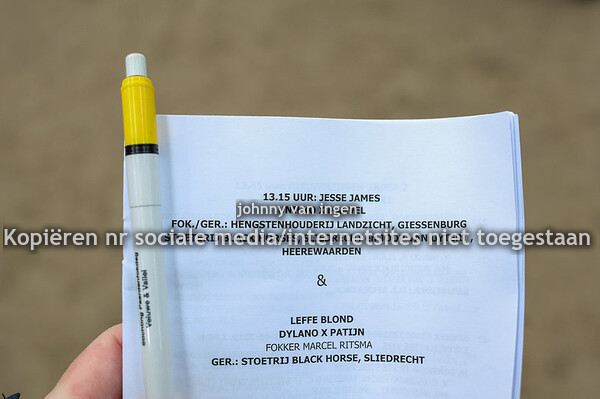 13.15 UUR: JESSE JAMES
johnny van ingen
FOK./GER.: HENGSTENHOUDERIJ LANDZICHT, GIESSENBURG
Kopiëren nr sociale media/internetsites niet toegestaan
HEEREWAARDEN
&
LEFFE BLOND
DYLANO X PATIJN
FOKKER MARCEL RITSMA
GER.: STOETRIJ BLACK HORSE, SLIEDRECHT